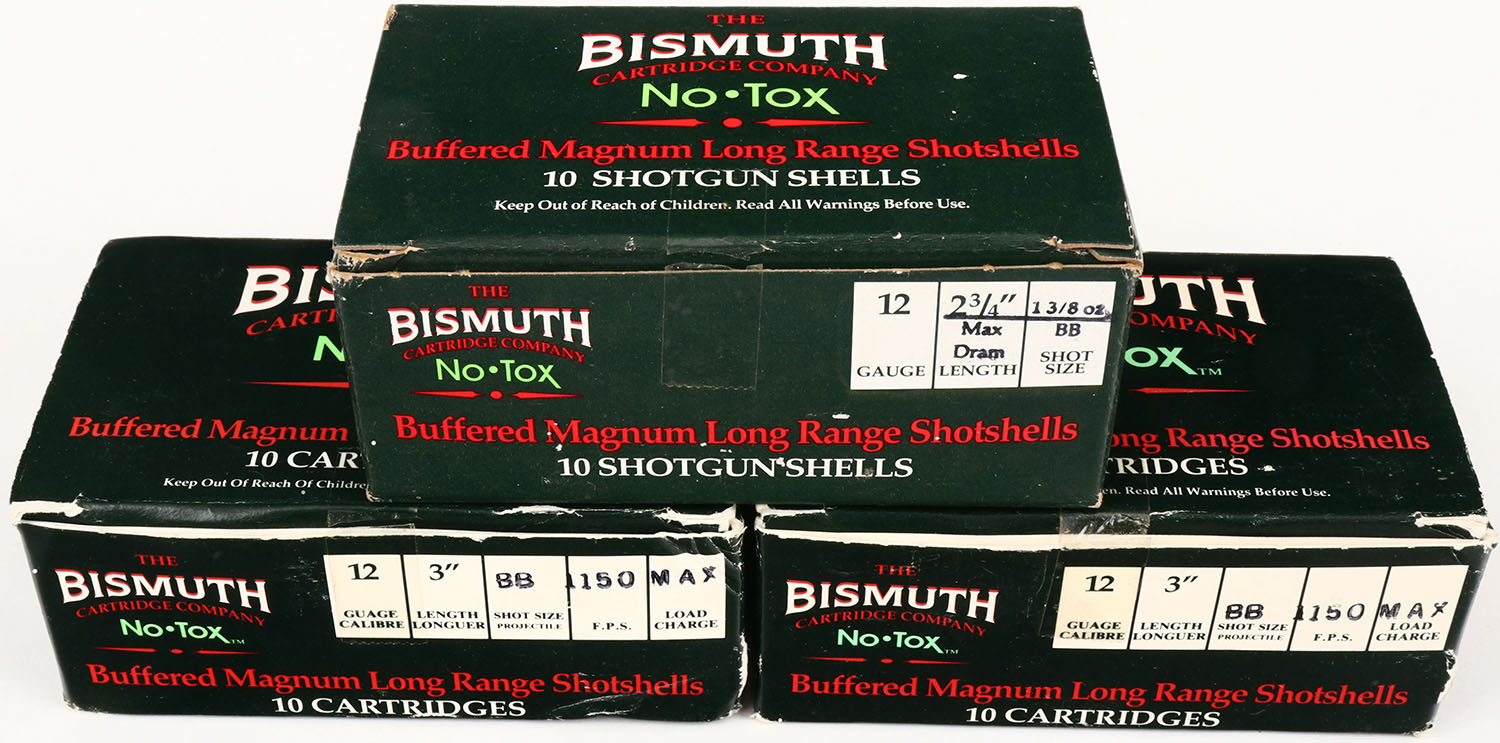 THE
BISMUTH
CARTRIDGE COMPANY
No•Tox
Buffered Magnum Long Range Shotshells
10 SHOTGUN SHELLS
Keep Out of Reach of Children. Read All Warnings Before Use.
THE
BISMUTH
CARTRIDGE COMPANY
No•Tox
12
GAUGE
2 3/4"
Max
Dram
LENGTH
1 3/8 oz
BB
SHOT
SIZE
Buffered Magnum Long Range Shotshells
10 SHOTGUN SHELLS
BIS
CARTRI
N
Buffered Magnum
10 CAR
Keep Out Of Reach Of Childre
THE
BISMUTH
CARTRIDGE COMPANY
No•Tox™
12
GUAGE
CALIBRE
3"
LENGTH
LONGUER
BB
SHOT SIZE
PROJECTILE
1150
F.P.S.
MAX
LOAD
CHARGE
Buffered Magnum Long Range Shotshells
10 CARTRIDGES
UTH
OMPANY
ox™
ong Range Shotshells
TRIDGES
en. Read All Warnings Before Use.
THE
BISMUTH
CARTRIDGE COMPANY
No•Tox™
12
GUAGE
CALIBRE
3"
LENGTH
LONGUER
BB
SHOT SIZE
PROJECTILE
1150
F.P.S.
MAX
LOAD
CHARGE
Buffered Magnum Long Range Shotshells
10 CARTRIDGES